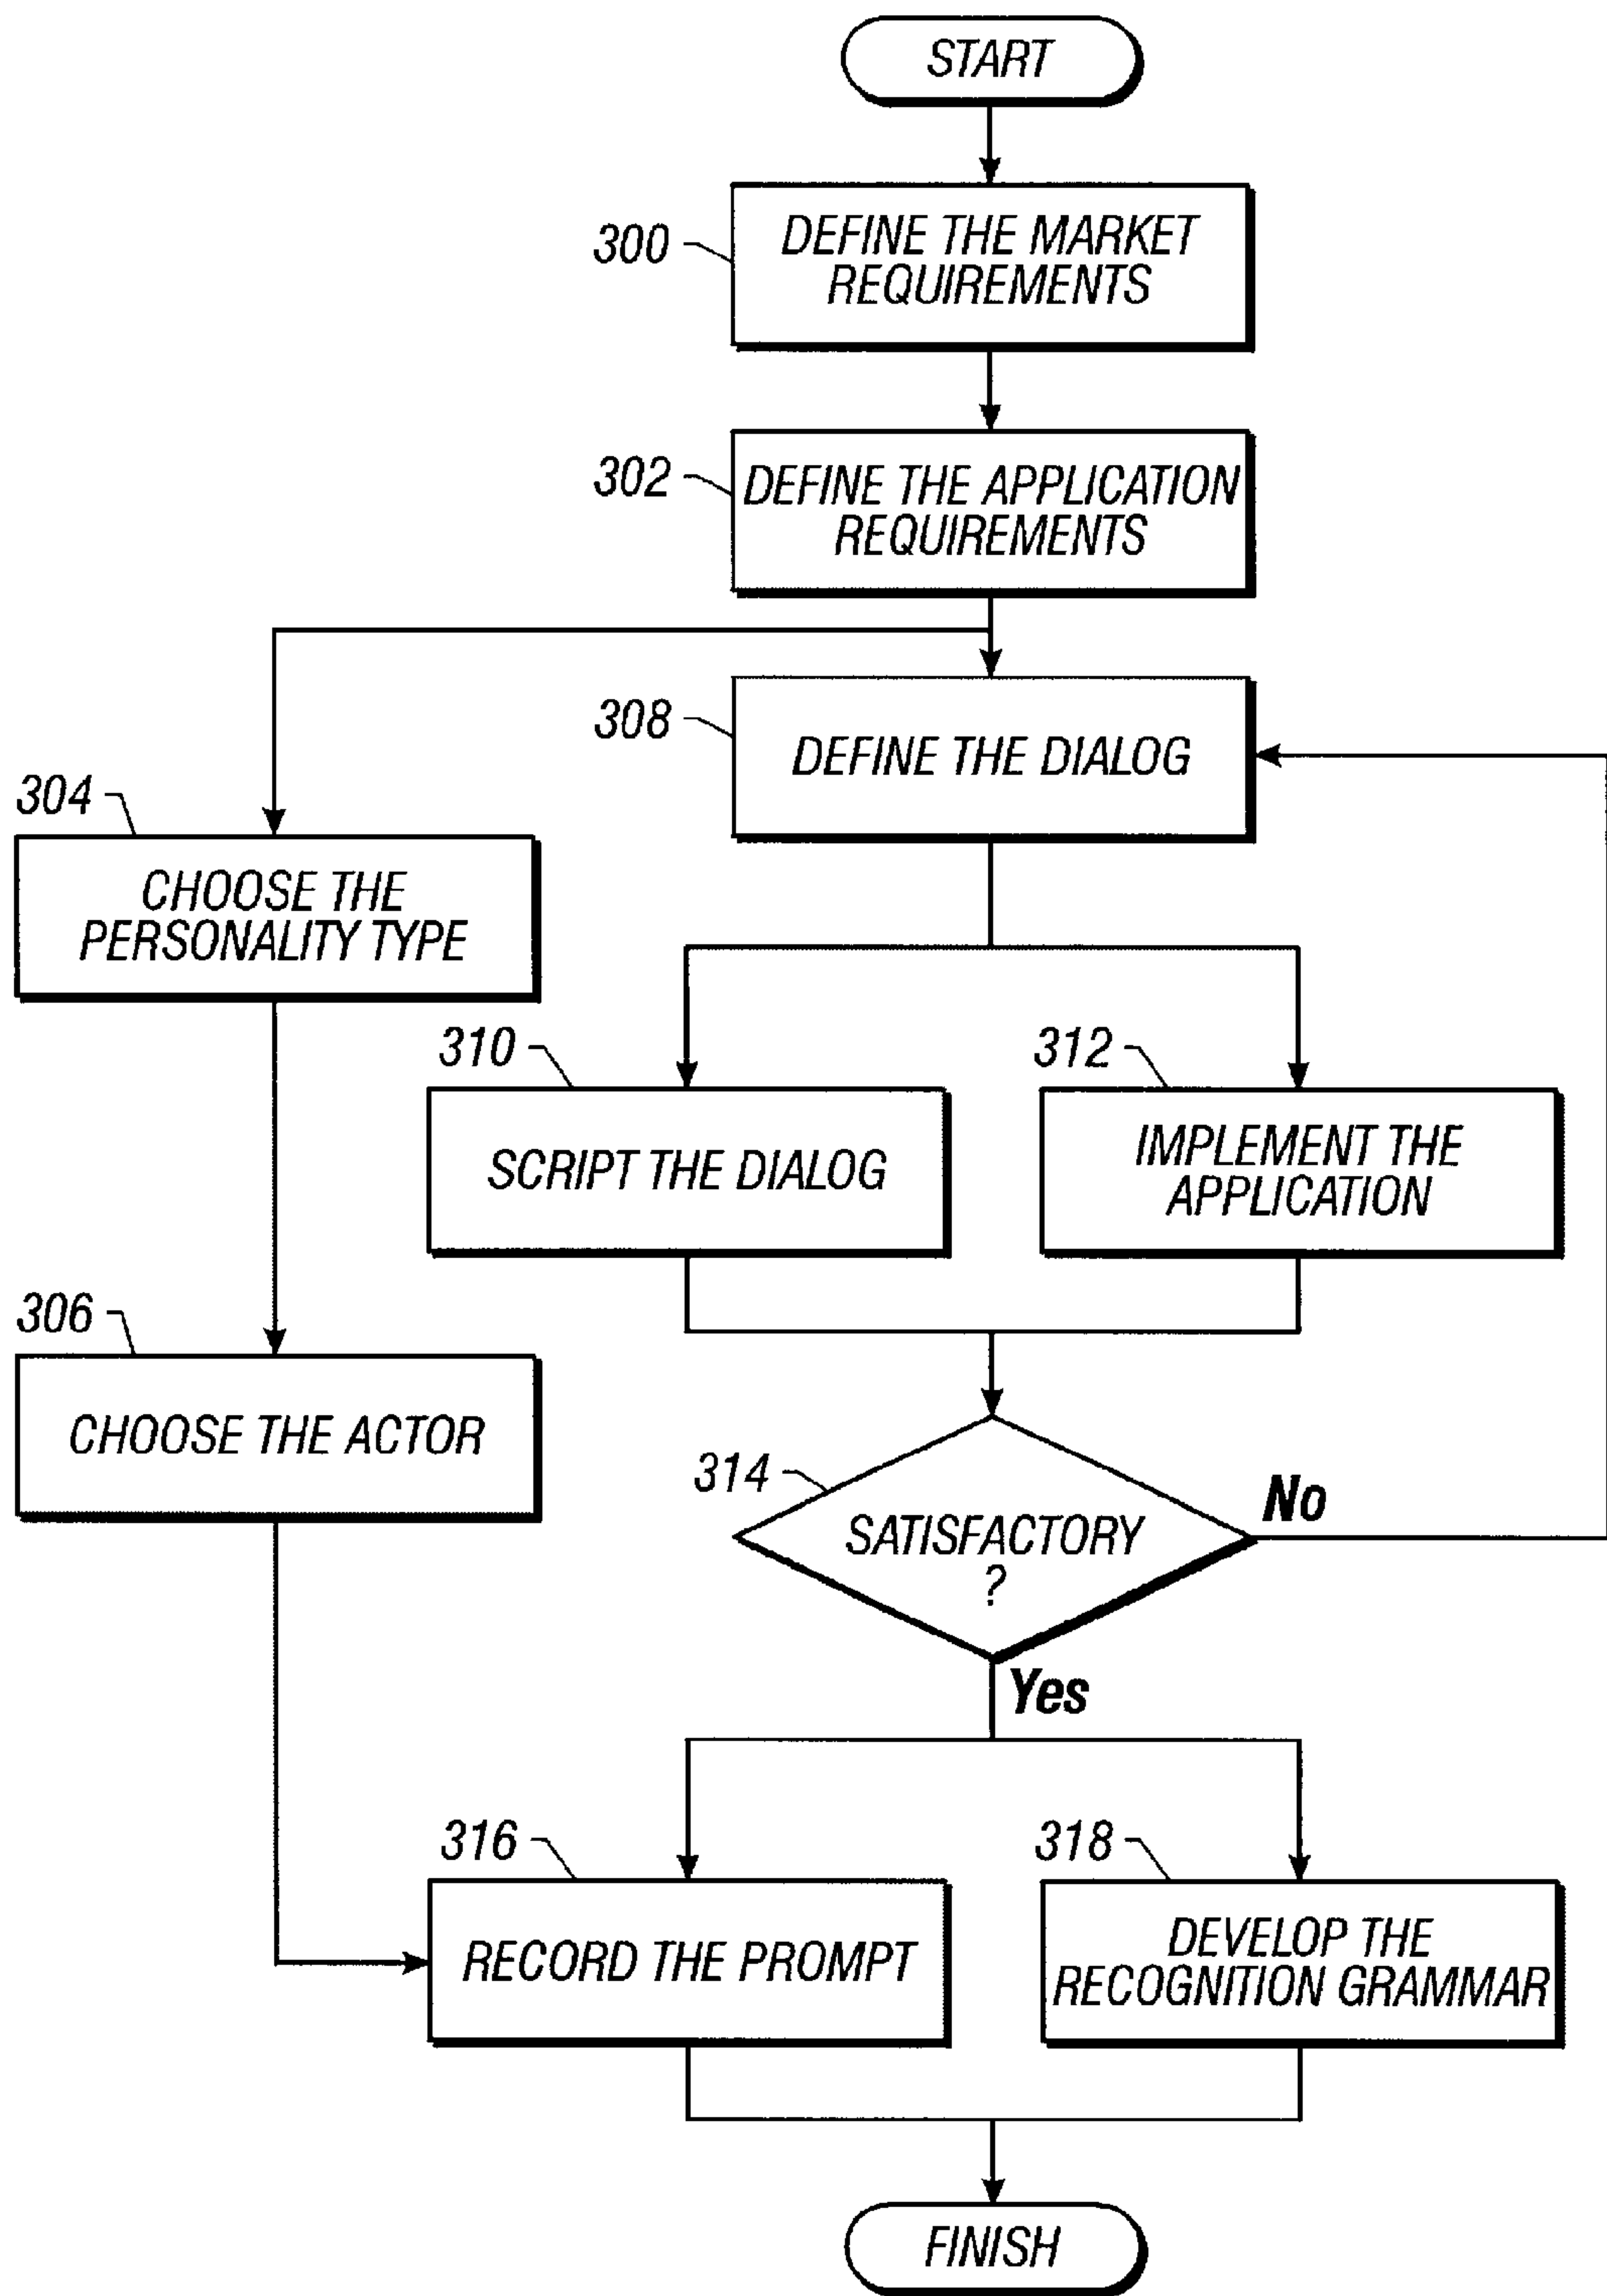 START
300
DEFINE THE MARKET
REQUIREMENTS
302
DEFINE THE APPLICATION
REQUIREMENTS
308
DEFINE THE DIALOG
304
CHOOSE THE
PERSONALITY TYPE
310
SCRIPT THE DIALOG
312
IMPLEMENT THE
APPLICATION
306
CHOOSE THE ACTOR
314
SATISFACTORY
?
No
Yes
316
RECORD THE PROMPT
318
DEVELOP THE
RECOGNITION GRAMMAR
FINISH